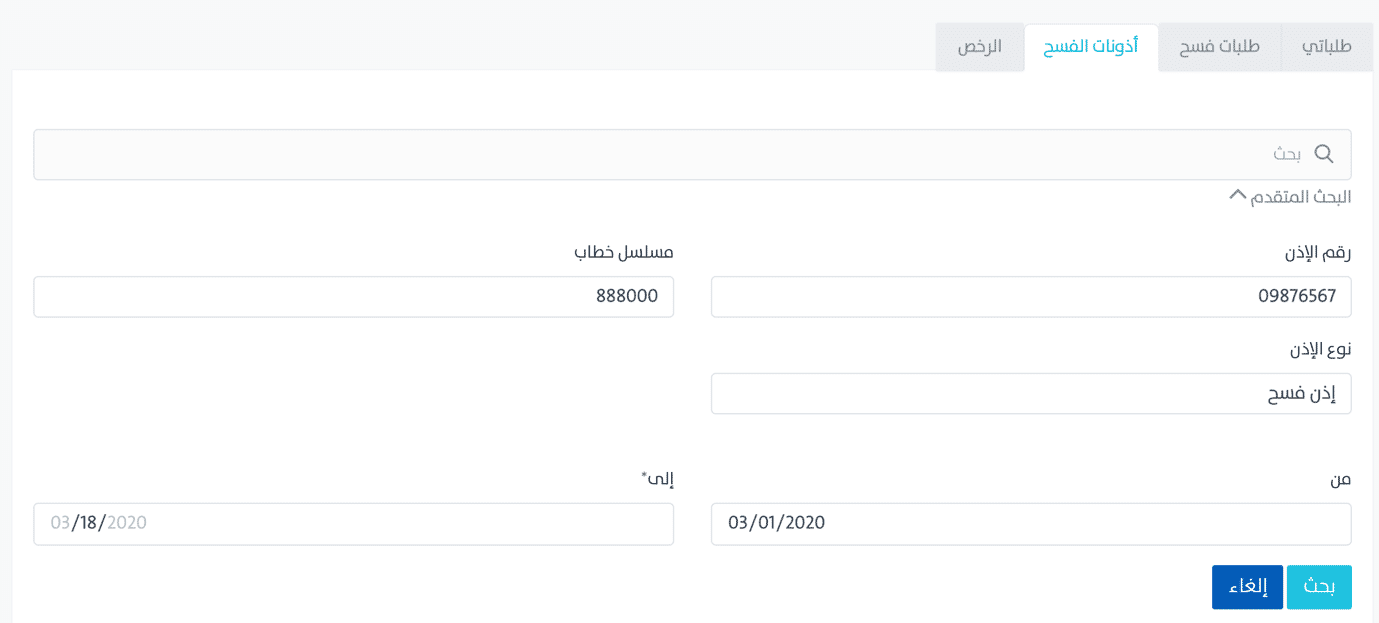 طلباتي
طلبات فسح
أذونات الفسح
الرخص
بحث
البحث المتقدم
رقم الإذن
مسلسل خطاب
09876567
888000
نوع الإذن
إذن فسح
من
إلى*
03/01/2020
03/18/2020
بحث
إلغاء